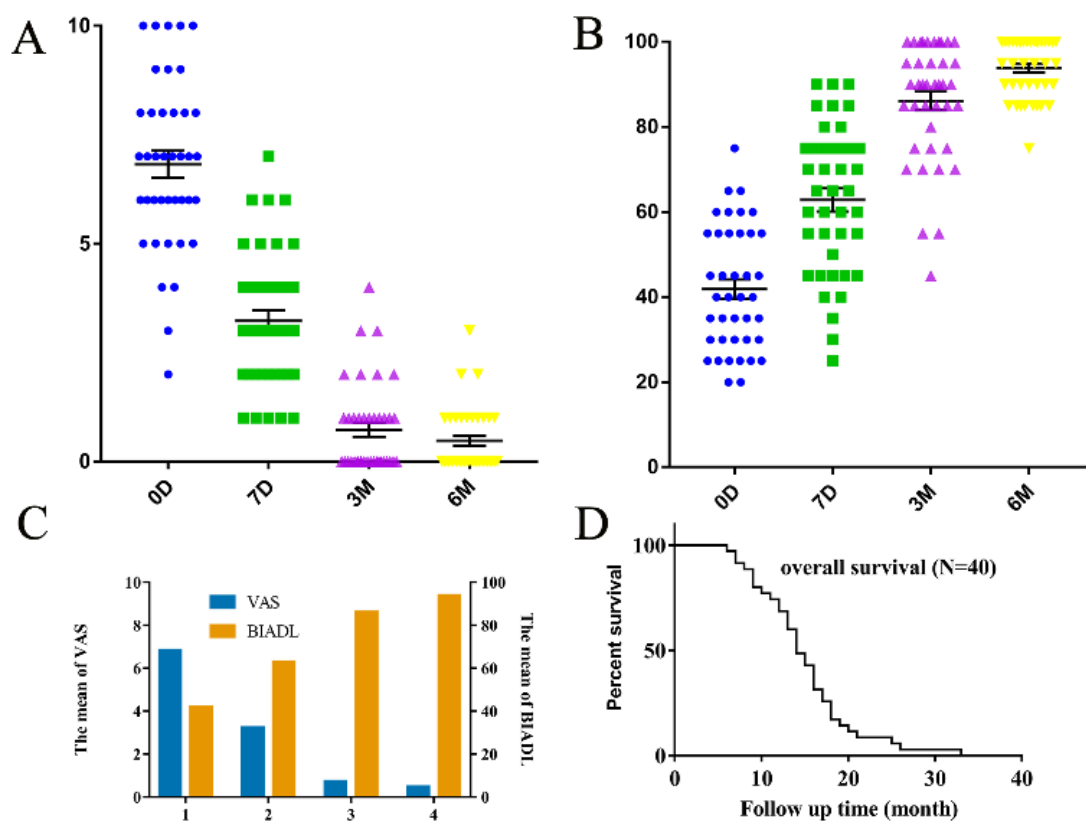 A
10
5
0
0D
7D
3M
6M
B
100
80
60
40
20
0
0D
7D
3M
6M
C
The mean of VAS
10
8
6
4
2
0
VAS
BIADL
100
80
60
40
20
0
The mean of BIADL
1
2
3
4
D
Percent survival
100
50
0
overall survival (N=40)
0
10
20
30
40
Follow up time (month)